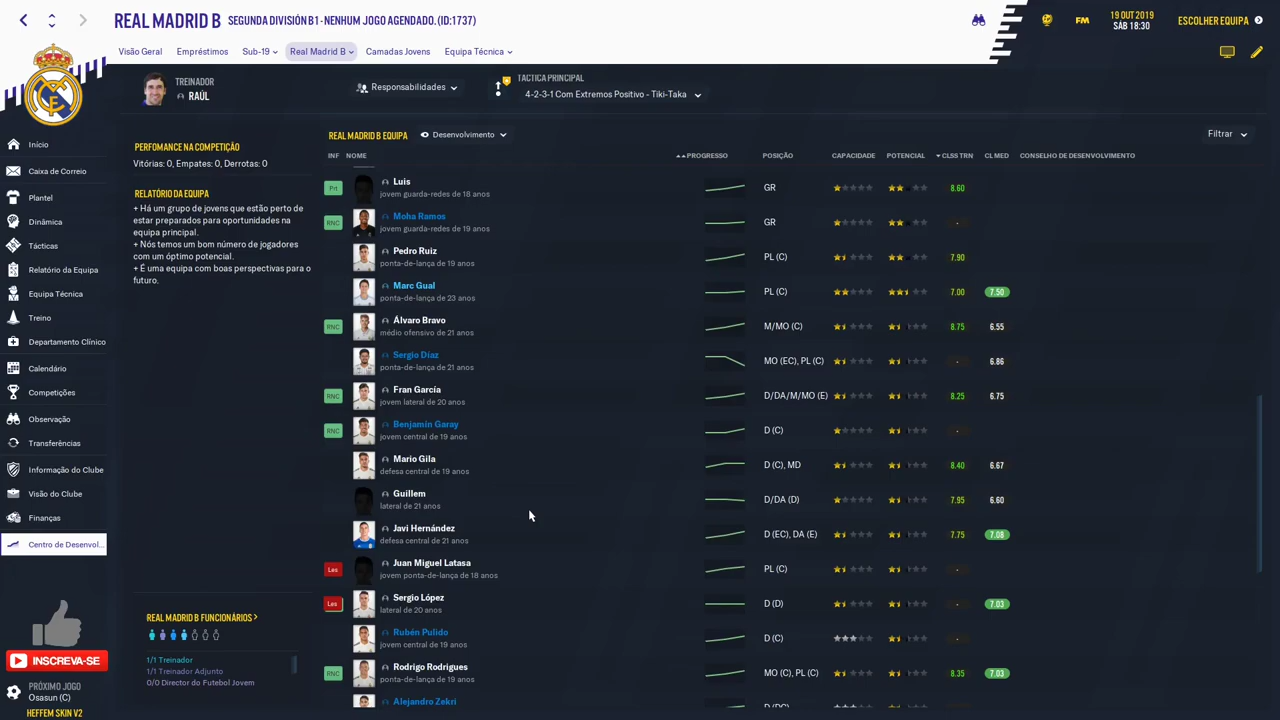 REAL MADRID B SEGUNDA DIVISIÓN B1 - NENHUM JOGO AGENDADO. (ID:1737)
FM
19 OUT 2019
SÁB 18:30
ESCOLHER EQUIPA
Visão Geral Empréstimos Sub-19 Real Madrid B Camadas Jovens Equipa Técnica
TREINADOR
RAÚL
Responsabilidades
TÁCTICA PRINCIPAL
4-2-3-1 Com Extremos Positivo - Tiki-Taka
Início
Caixa de Correio
Plantel
Dinâmica
Tácticas
Relatório da Equipa
Equipa Técnica
Treino
Departamento Clínico
Calendário
Competições
Observação
Transferências
Informação do Clube
Visão do Clube
Finanças
Centro de Desenvol...
INSCREVA-SE
PRÓXIMO JOGO
Osasun (C)
HEFFEM SKIN V2
PERFOMANCE NA COMPETIÇÃO
Vitórias: 0, Empates: 0, Derrotas: 0
RELATÓRIO DA EQUIPA
+ Há um grupo de jovens que estão perto de
estar preparados para oportunidades na
equipa principal.
+ Nós temos um bom número de jogadores
com um óptimo potencial.
+ É uma equipa com boas perspectivas para o
futuro.
REAL MADRID B FUNCIONÁRIOS >
1/1 Treinador
1/1 Treinador Adjunto
0/0 Director do Futebol Jovem
REAL MADRID B EQUIPA Desenvolvimento Filtrar
INF NOME PROGRESSO POSIÇÃO CAPACIDADE POTENCIAL CLSS TRN CL MED CONSELHO DE DESENVOLVIMENTO
Prt Luis GR 8.60
jovem guarda-redes de 18 anos
RNC Moha Ramos GR -
jovem guarda-redes de 19 anos
Pedro Ruiz PL (C) 7.90
ponta-de-lança de 19 anos
Marc Gual PL (C) 7.00 7.50
ponta-de-lança de 23 anos
RNC Álvaro Bravo M/MO (C) 8.75 6.55
médio ofensivo de 21 anos
Sergio Díaz MO (EC), PL (C) - 6.86
ponta-de-lança de 21 anos
RNC Fran García D/DA/M/MO (E) 8.25 6.75
jovem lateral de 20 anos
RNC Benjamín Garay D (C) -
jovem central de 19 anos
Mario Gila D (C), MD 8.40 6.67
defesa central de 19 anos
Guillem D/DA (D) 7.95 6.60
lateral de 21 anos
Javi Hernández D (EC), DA (E) 7.75 7.08
defesa central de 21 anos
Les Juan Miguel Latasa PL (C) -
jovem ponta-de-lança de 18 anos
Les Sergio López D (D) - 7.03
lateral de 20 anos
Rubén Pulido D (C) -
jovem central de 19 anos
RNC Rodrigo Rodrigues MO (C), PL (C) 8.35 7.03
ponta-de-lança de 19 anos
Alejandro Zekri